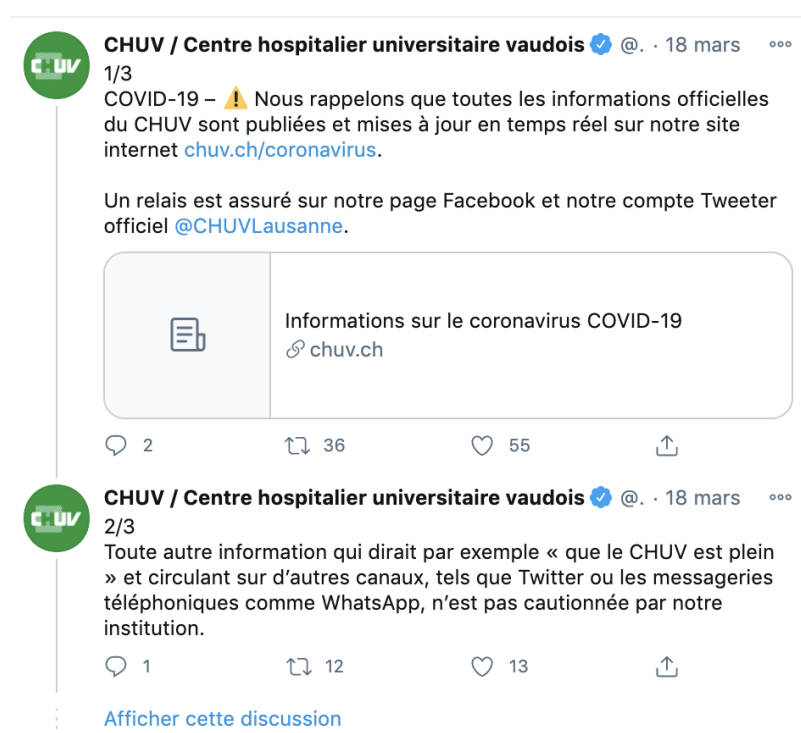 CHUV / Centre hospitalier universitaire vaudois @. · 18 mars
CHUV
1/3
COVID-19 – ⚠ Nous rappelons que toutes les informations officielles
du CHUV sont publiées et mises à jour en temps réel sur notre site
internet chuv.ch/coronavirus.
Un relais est assuré sur notre page Facebook et notre compte Tweeter
officiel @CHUVLausanne.
Informations sur le coronavirus COVID-19
chuv.ch
2 36 55
CHUV / Centre hospitalier universitaire vaudois @. · 18 mars
CHUV
2/3
Toute autre information qui dirait par exemple « que le CHUV est plein
» et circulant sur d’autres canaux, tels que Twitter ou les messageries
téléphoniques comme WhatsApp, n’est pas cautionnée par notre
institution.
1 12 13
Afficher cette discussion